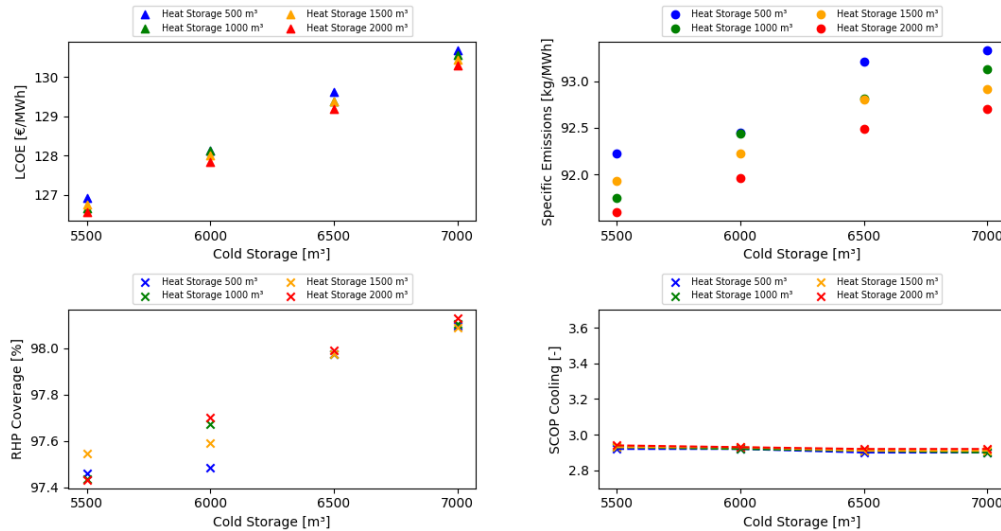 Heat Storage 500 m³ Heat Storage 1500 m³
Heat Storage 1000 m³ Heat Storage 2000 m³
LCOE [€/MWh]
130
129
128
127
5500 6000 6500 7000
Cold Storage [m³]
Heat Storage 500 m³ Heat Storage 1500 m³
Heat Storage 1000 m³ Heat Storage 2000 m³
Specific Emissions [kg/MWh]
93.0
92.5
92.0
5500 6000 6500 7000
Cold Storage [m³]
Heat Storage 500 m³ Heat Storage 1500 m³
Heat Storage 1000 m³ Heat Storage 2000 m³
RHP Coverage [%]
98.0
97.8
97.6
97.4
5500 6000 6500 7000
Cold Storage [m³]
Heat Storage 500 m³ Heat Storage 1500 m³
Heat Storage 1000 m³ Heat Storage 2000 m³
SCOP Cooling [-]
3.6
3.4
3.2
3.0
2.8
5500 6000 6500 7000
Cold Storage [m³]